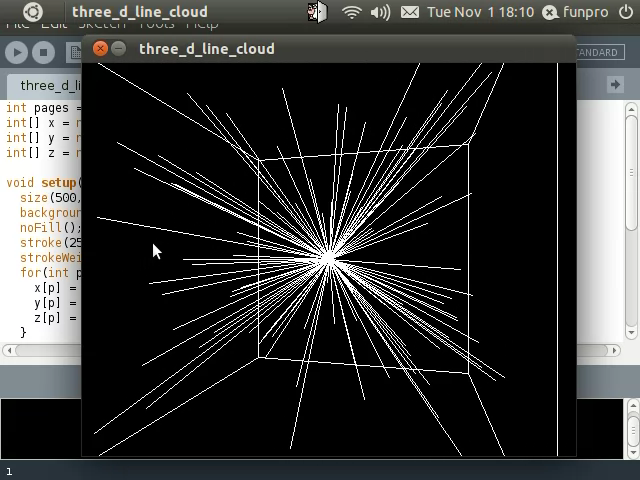 three_d_line_cloud
Tue Nov 1 18:10
funpro
File Edit Sketch Tools Help
STANDARD
three_d_line_cloud
three_d_li
int pages =
int[] x = n
int[] y = n
int[] z = n
void setup(
size(500,
backgroun
noFill();
stroke(25
strokeWei
for(int p
x[p] =
y[p] =
z[p] =
}
1